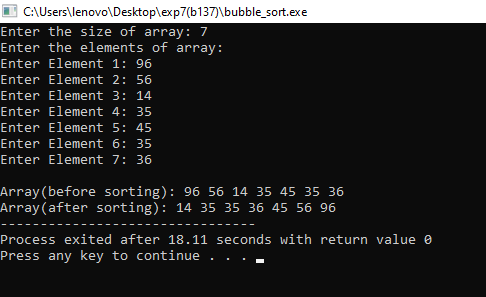 C:\Users\lenovo\Desktop\exp7(b137)\bubble_sort.exe
Enter the size of array: 7
Enter the elements of array:
Enter Element 1: 96
Enter Element 2: 56
Enter Element 3: 14
Enter Element 4: 35
Enter Element 5: 45
Enter Element 6: 35
Enter Element 7: 36
Array(before sorting): 96 56 14 35 45 35 36
Array(after sorting): 14 35 35 36 45 56 96
--------------------------------
Process exited after 18.11 seconds with return value 0
Press any key to continue . . .